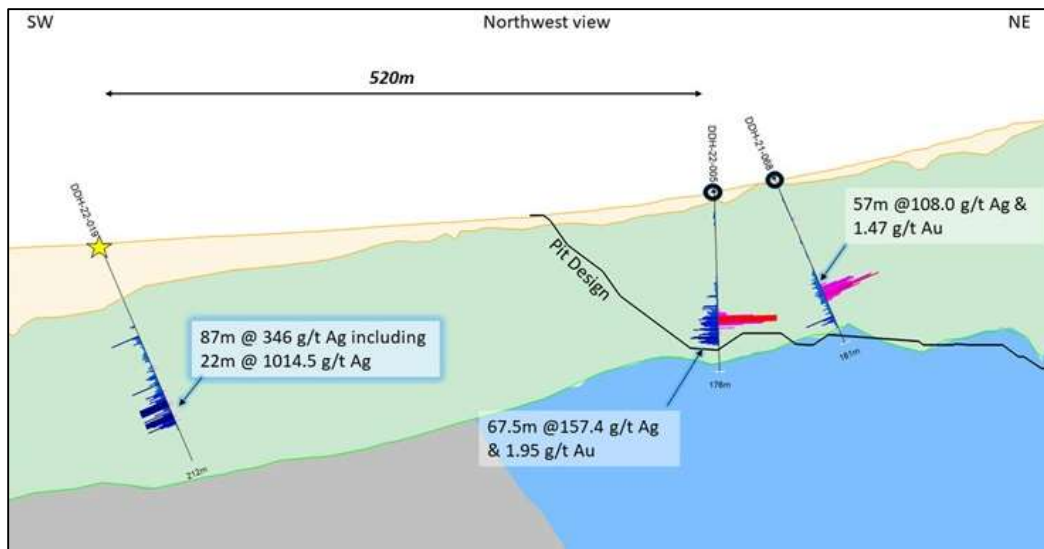 SW
Northwest view
NE
520m
DDH-22-019
DDH-22-005
DDH-21-068
57m @108.0 g/t Ag &
1.47 g/t Au
Pit Design
87m @ 346 g/t Ag including
22m @ 1014.5 g/t Ag
67.5m @157.4 g/t Ag
& 1.95 g/t Au
212m
176m
181m